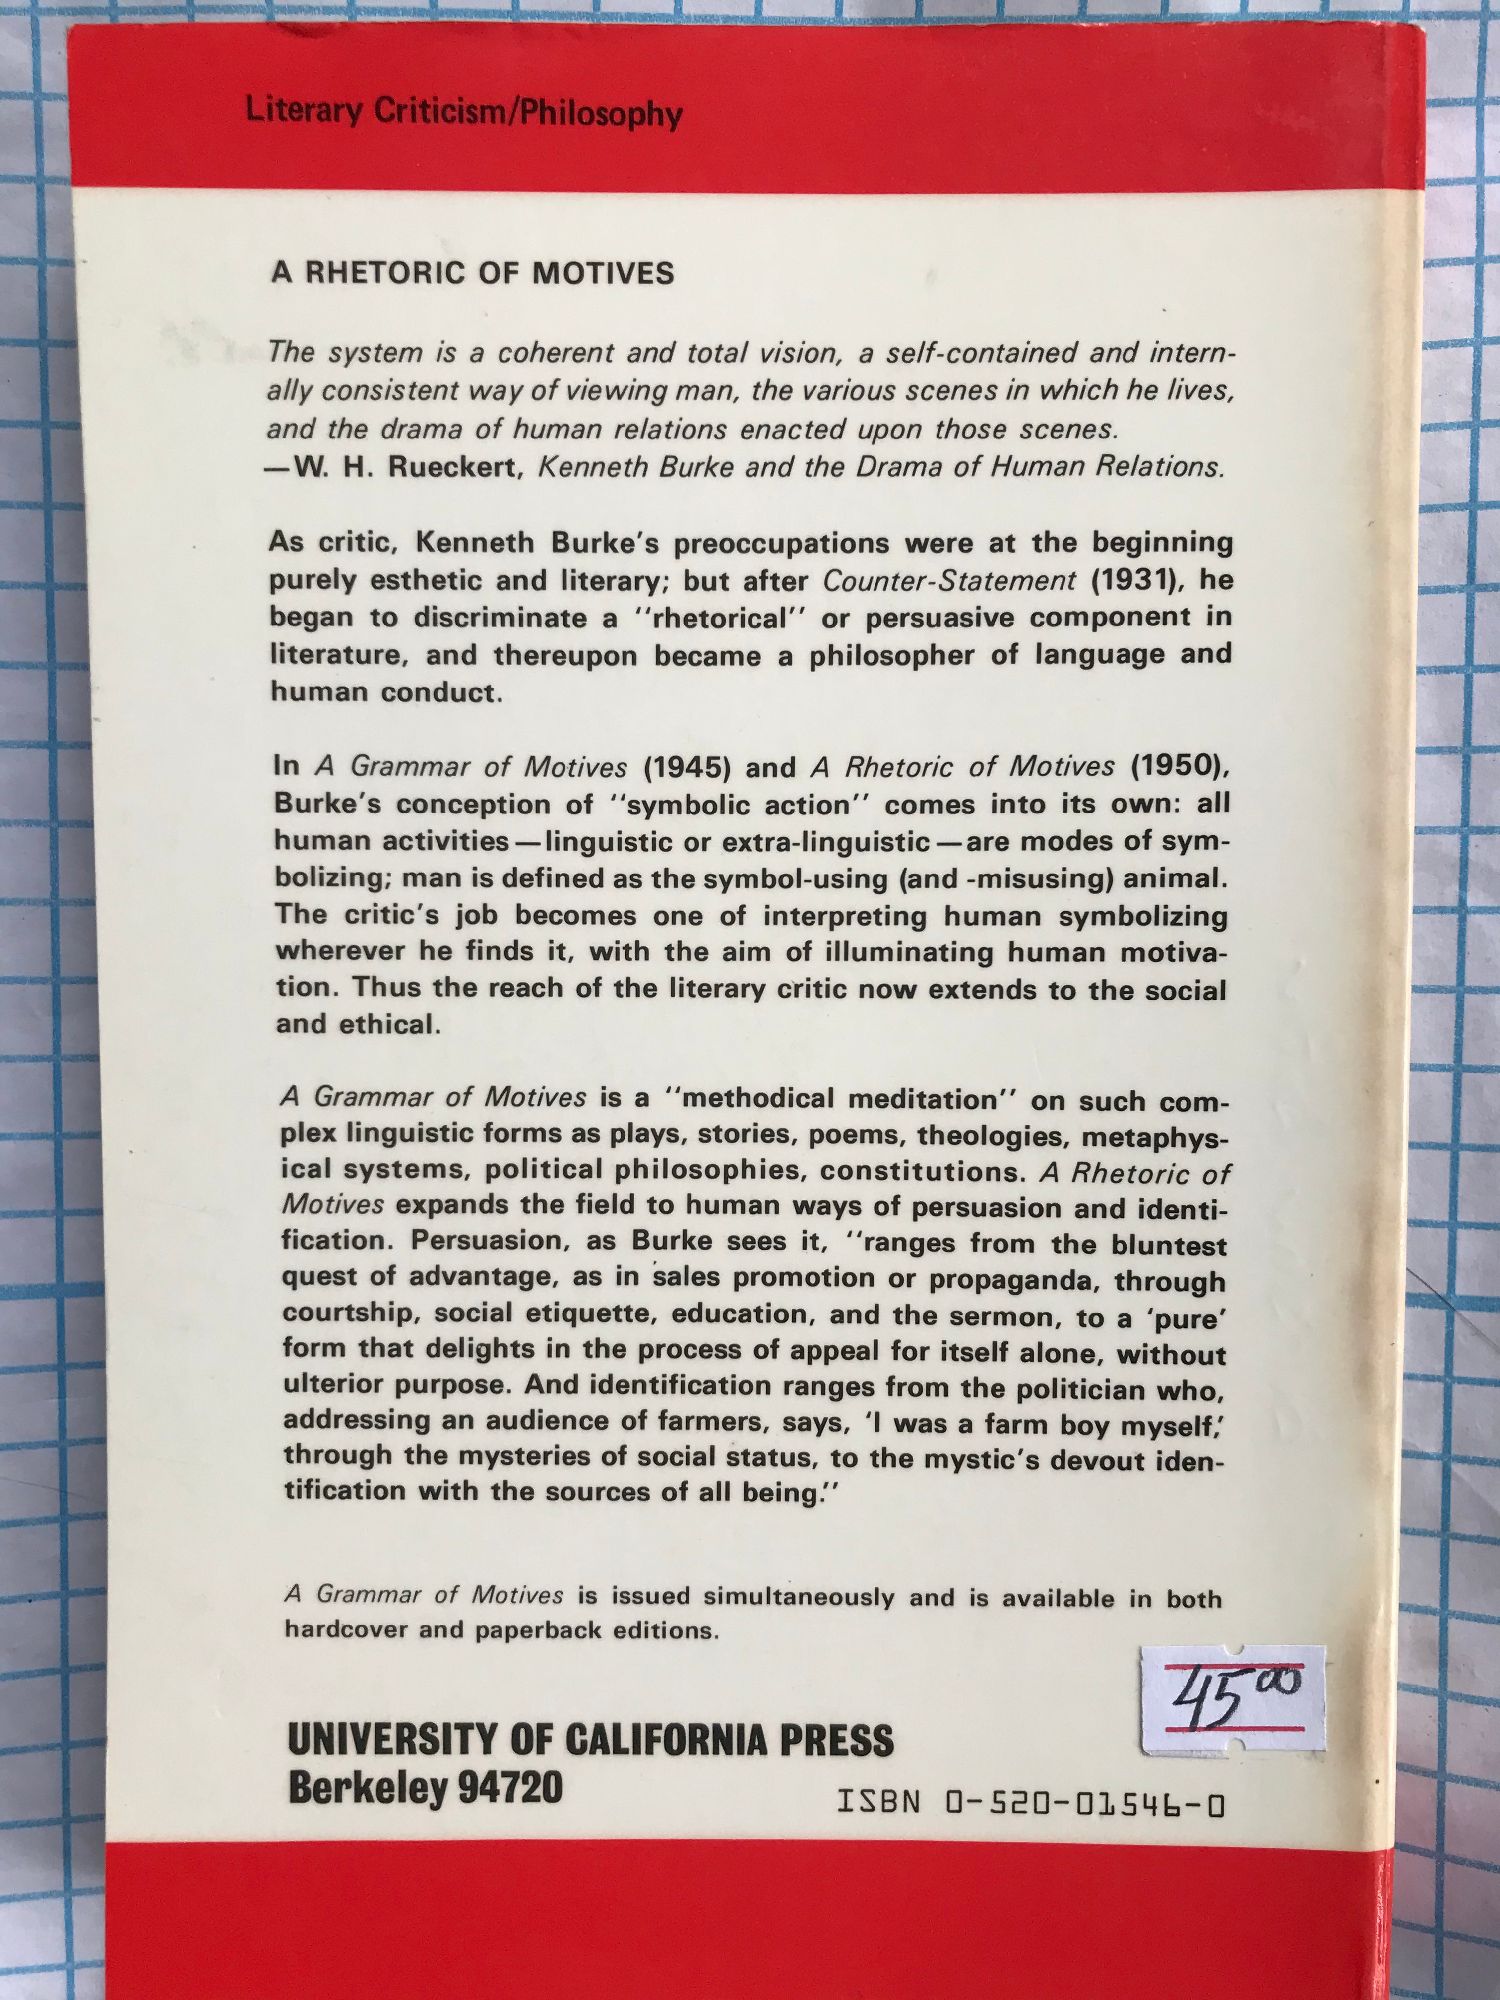 Literary Criticism/Philosophy
A RHETORIC OF MOTIVES
The system is a coherent and total vision, a self-contained and intern-
ally consistent way of viewing man, the various scenes in which he lives,
and the drama of human relations enacted upon those scenes.
—W. H. Rueckert, Kenneth Burke and the Drama of Human Relations.
As critic, Kenneth Burke's preoccupations were at the beginning
purely esthetic and literary; but after Counter-Statement (1931), he
began to discriminate a "rhetorical" or persuasive component in
literature, and thereupon became a philosopher of language and
human conduct.
In A Grammar of Motives (1945) and A Rhetoric of Motives (1950),
Burke's conception of "symbolic action" comes into its own: all
human activities—linguistic or extra-linguistic—are modes of sym-
bolizing; man is defined as the symbol-using (and -misusing) animal.
The critic's job becomes one of interpreting human symbolizing
wherever he finds it, with the aim of illuminating human motiva-
tion. Thus the reach of the literary critic now extends to the social
and ethical.
A Grammar of Motives is a "methodical meditation" on such com-
plex linguistic forms as plays, stories, poems, theologies, metaphys-
ical systems, political philosophies, constitutions. A Rhetoric of
Motives expands the field to human ways of persuasion and identi-
fication. Persuasion, as Burke sees it, "ranges from the bluntest
quest of advantage, as in sales promotion or propaganda, through
courtship, social etiquette, education, and the sermon, to a 'pure'
form that delights in the process of appeal for itself alone, without
ulterior purpose. And identification ranges from the politician who,
addressing an audience of farmers, says, 'I was a farm boy myself,'
through the mysteries of social status, to the mystic's devout iden-
tification with the sources of all being."
A Grammar of Motives is issued simultaneously and is available in both
hardcover and paperback editions.
45⁰⁰
UNIVERSITY OF CALIFORNIA PRESS
Berkeley 94720
ISBN 0-520-01546-0